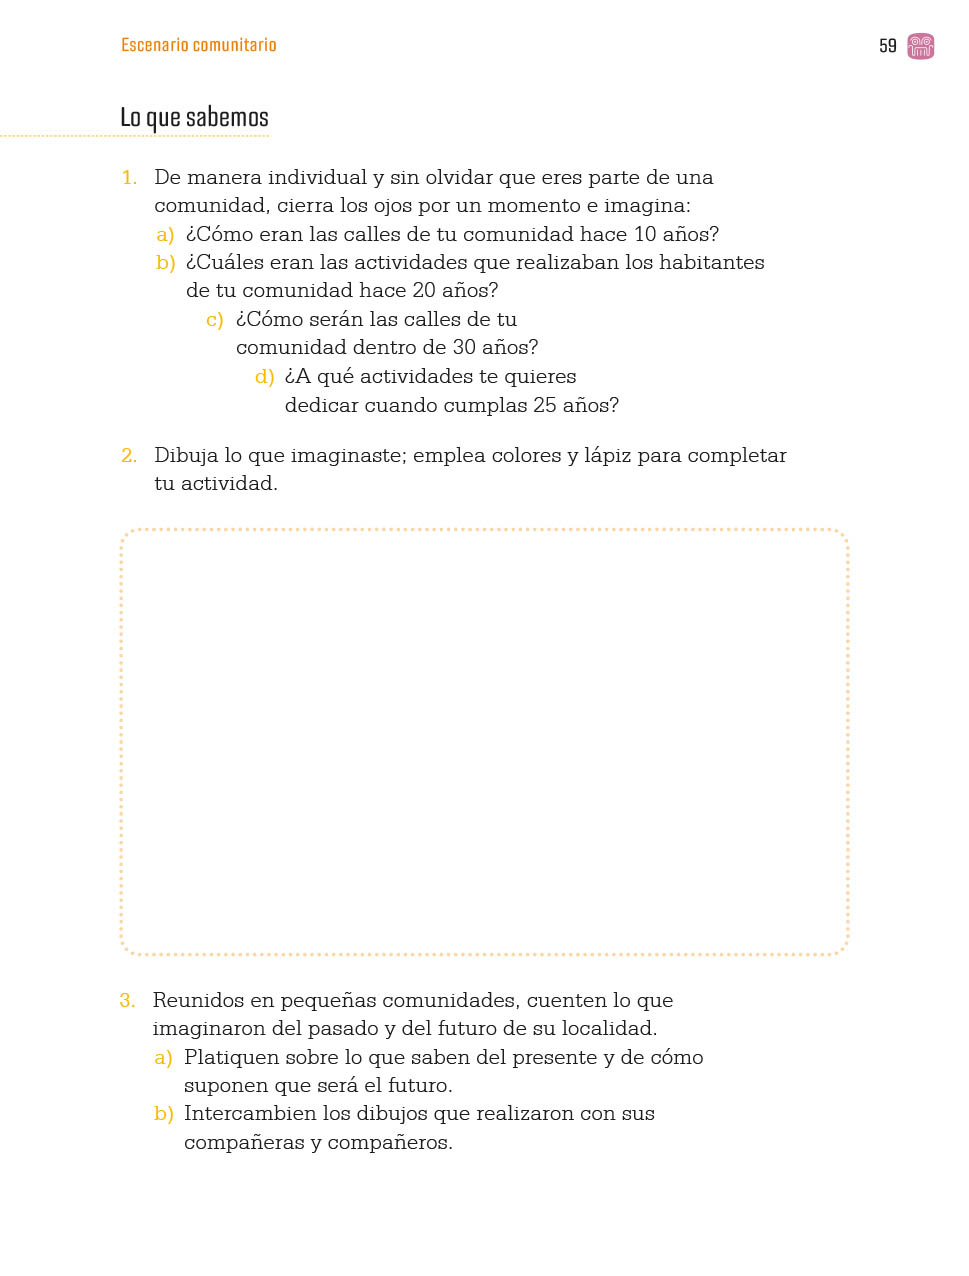 Escenario comunitario
59
Lo que sabemos
1. De manera individual y sin olvidar que eres parte de una
comunidad, cierra los ojos por un momento e imagina:
a) ¿Cómo eran las calles de tu comunidad hace 10 años?
b) ¿Cuáles eran las actividades que realizaban los habitantes
de tu comunidad hace 20 años?
c) ¿Cómo serán las calles de tu
comunidad dentro de 30 años?
d) ¿A qué actividades te quieres
dedicar cuando cumplas 25 años?
2. Dibuja lo que imaginaste; emplea colores y lápiz para completar
tu actividad.
3. Reunidos en pequeñas comunidades, cuenten lo que
imaginaron del pasado y del futuro de su localidad.
a) Platiquen sobre lo que saben del presente y de cómo
suponen que será el futuro.
b) Intercambien los dibujos que realizaron con sus
compañeras y compañeros.